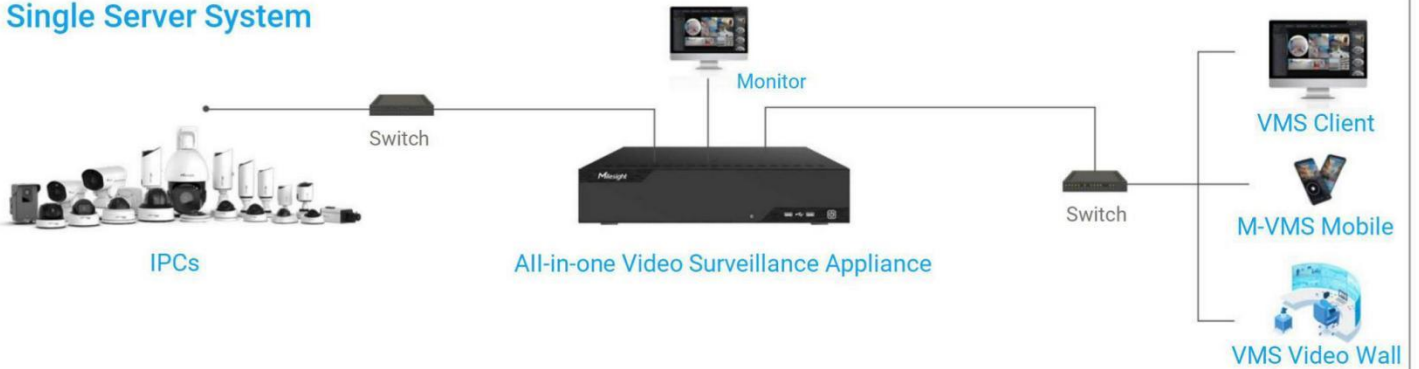 Single Server System
Monitor
Switch
VMS Client
Milesight
Switch
M-VMS Mobile
IPCs
All-in-one Video Surveillance Appliance
VMS Video Wall